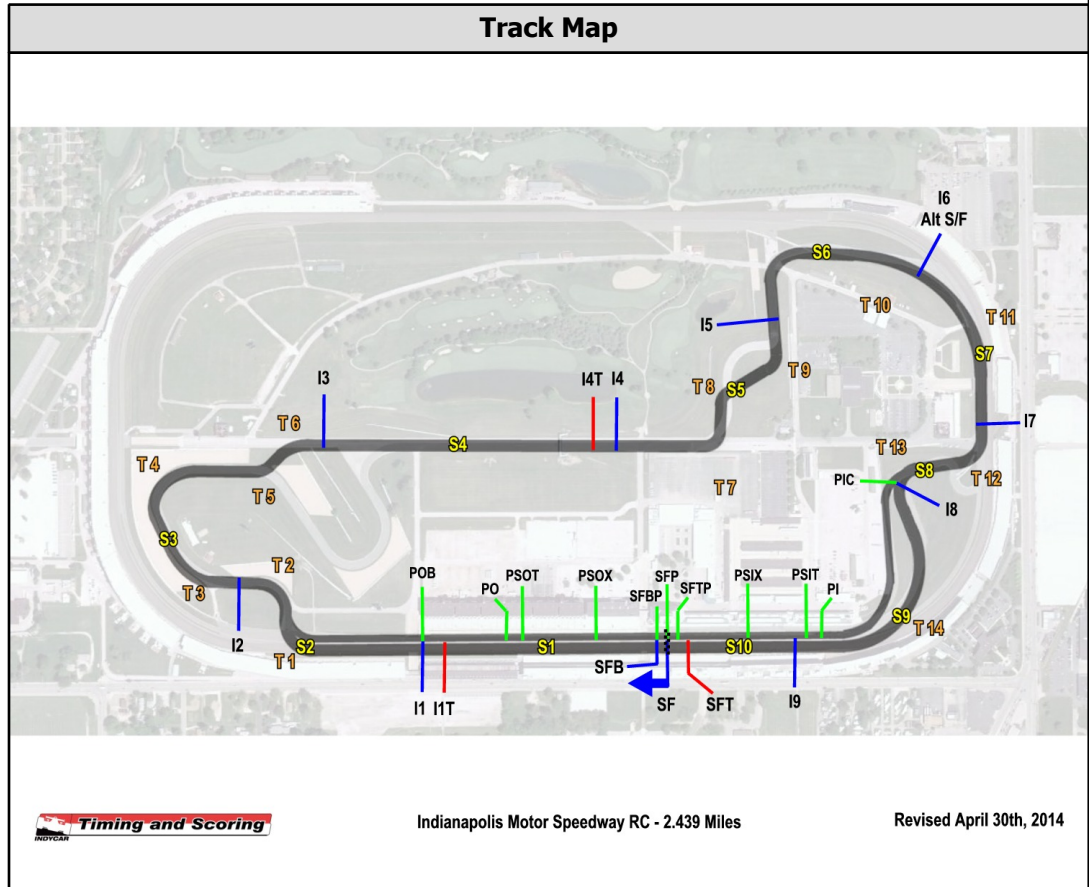 Track Map
I6
Alt S/F
S6
T 10
T 11
I5
S7
T 9
I3
I4T
I4
T 8
S5
T 6
I7
S4
T 13
T 4
S8
T 12
PIC
T 5
T 7
I8
S3
T 2
POB
PSOT
PSOX
SFP
PSIX
PSIT
T 3
PO
SFBP
SFTP
PI
S9
T 14
I2
S2
S1
S10
T 1
SFB
I1
I1T
SF
SFT
I9
INDYCAR
Timing and Scoring
Indianapolis Motor Speedway RC - 2.439 Miles
Revised April 30th, 2014